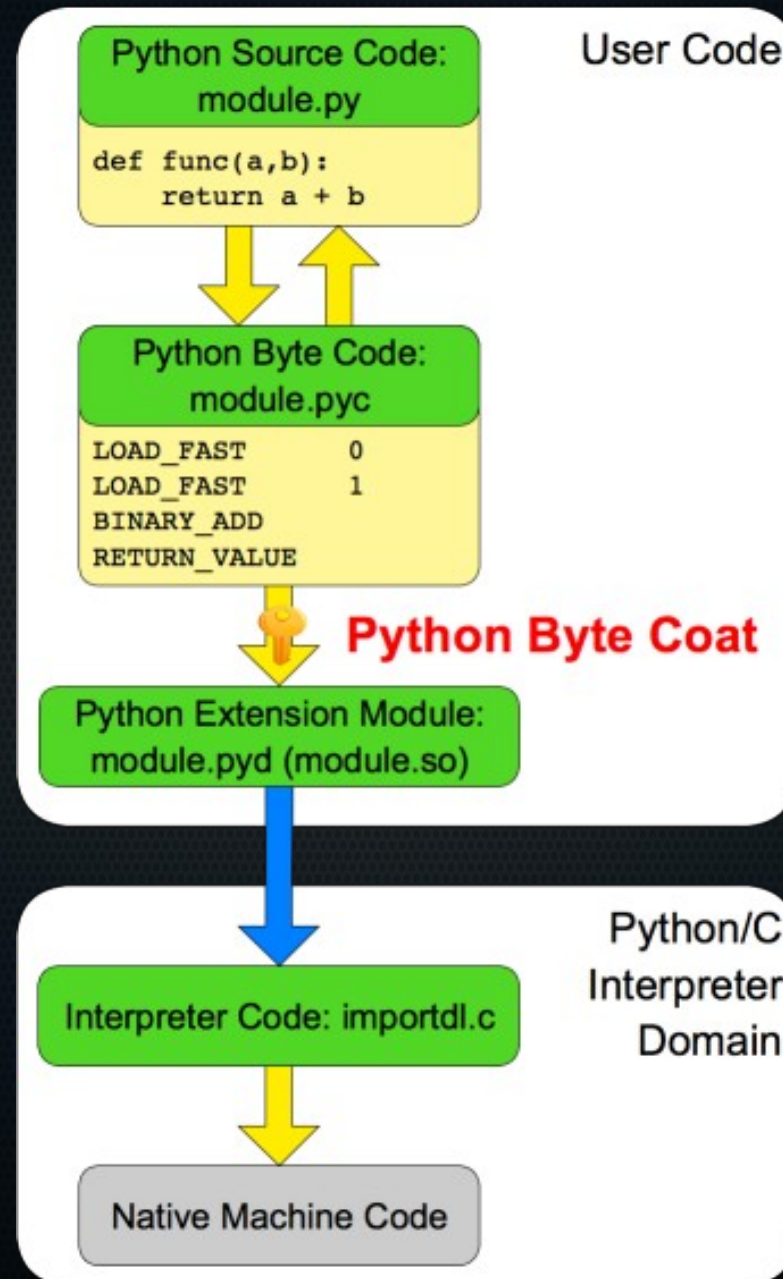 User Code
Python Source Code:
module.py
def func(a,b):
    return a + b
Python Byte Code:
module.pyc
LOAD_FAST 0
LOAD_FAST 1
BINARY_ADD
RETURN_VALUE
Python Byte Coat
Python Extension Module:
module.pyd (module.so)
Python/C
Interpreter
Domain
Interpreter Code: importdl.c
Native Machine Code